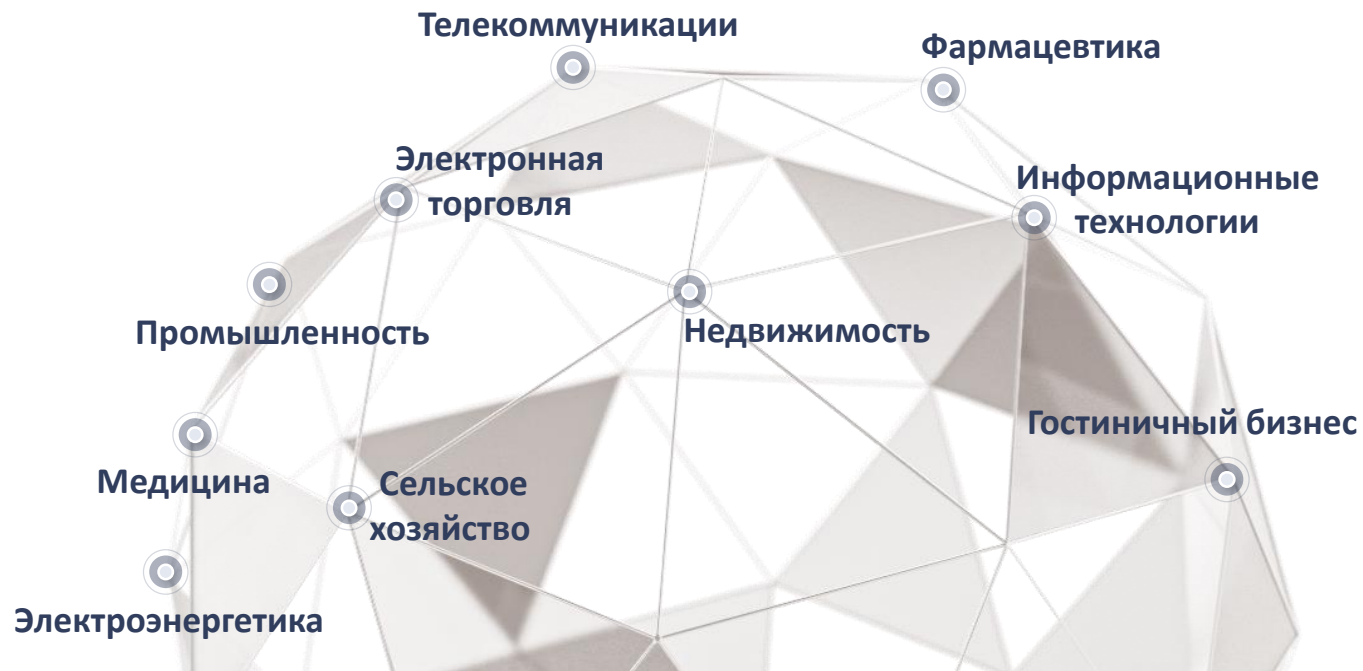 Телекоммуникации
Фармацевтика
Электронная
торговля
Информационные
технологии
Промышленность
Недвижимость
Гостиничный бизнес
Медицина
Сельское
хозяйство
Электроэнергетика